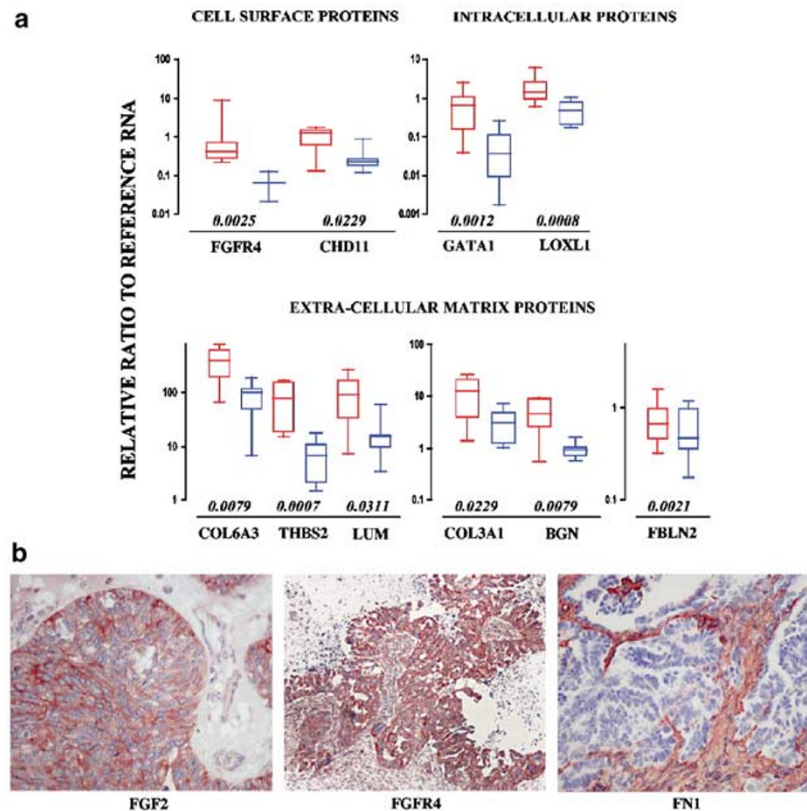 a
CELL SURFACE PROTEINS
INTRACELLULAR PROTEINS
RELATIVE RATIO TO REFERENCE RNA
100
10
1
0.1
0.01
0.0025
0.0229
FGFR4
CHD11
10
1
0.1
0.01
0.001
0.0012
0.0008
GATA1
LOXL1
EXTRA-CELLULAR MATRIX PROTEINS
100
10
1
0.0079
0.0007
0.0311
COL6A3
THBS2
LUM
100
10
1
0.1
0.0229
0.0079
COL3A1
BGN
1
0.1
0.0021
FBLN2
b
FGF2
FGFR4
FN1